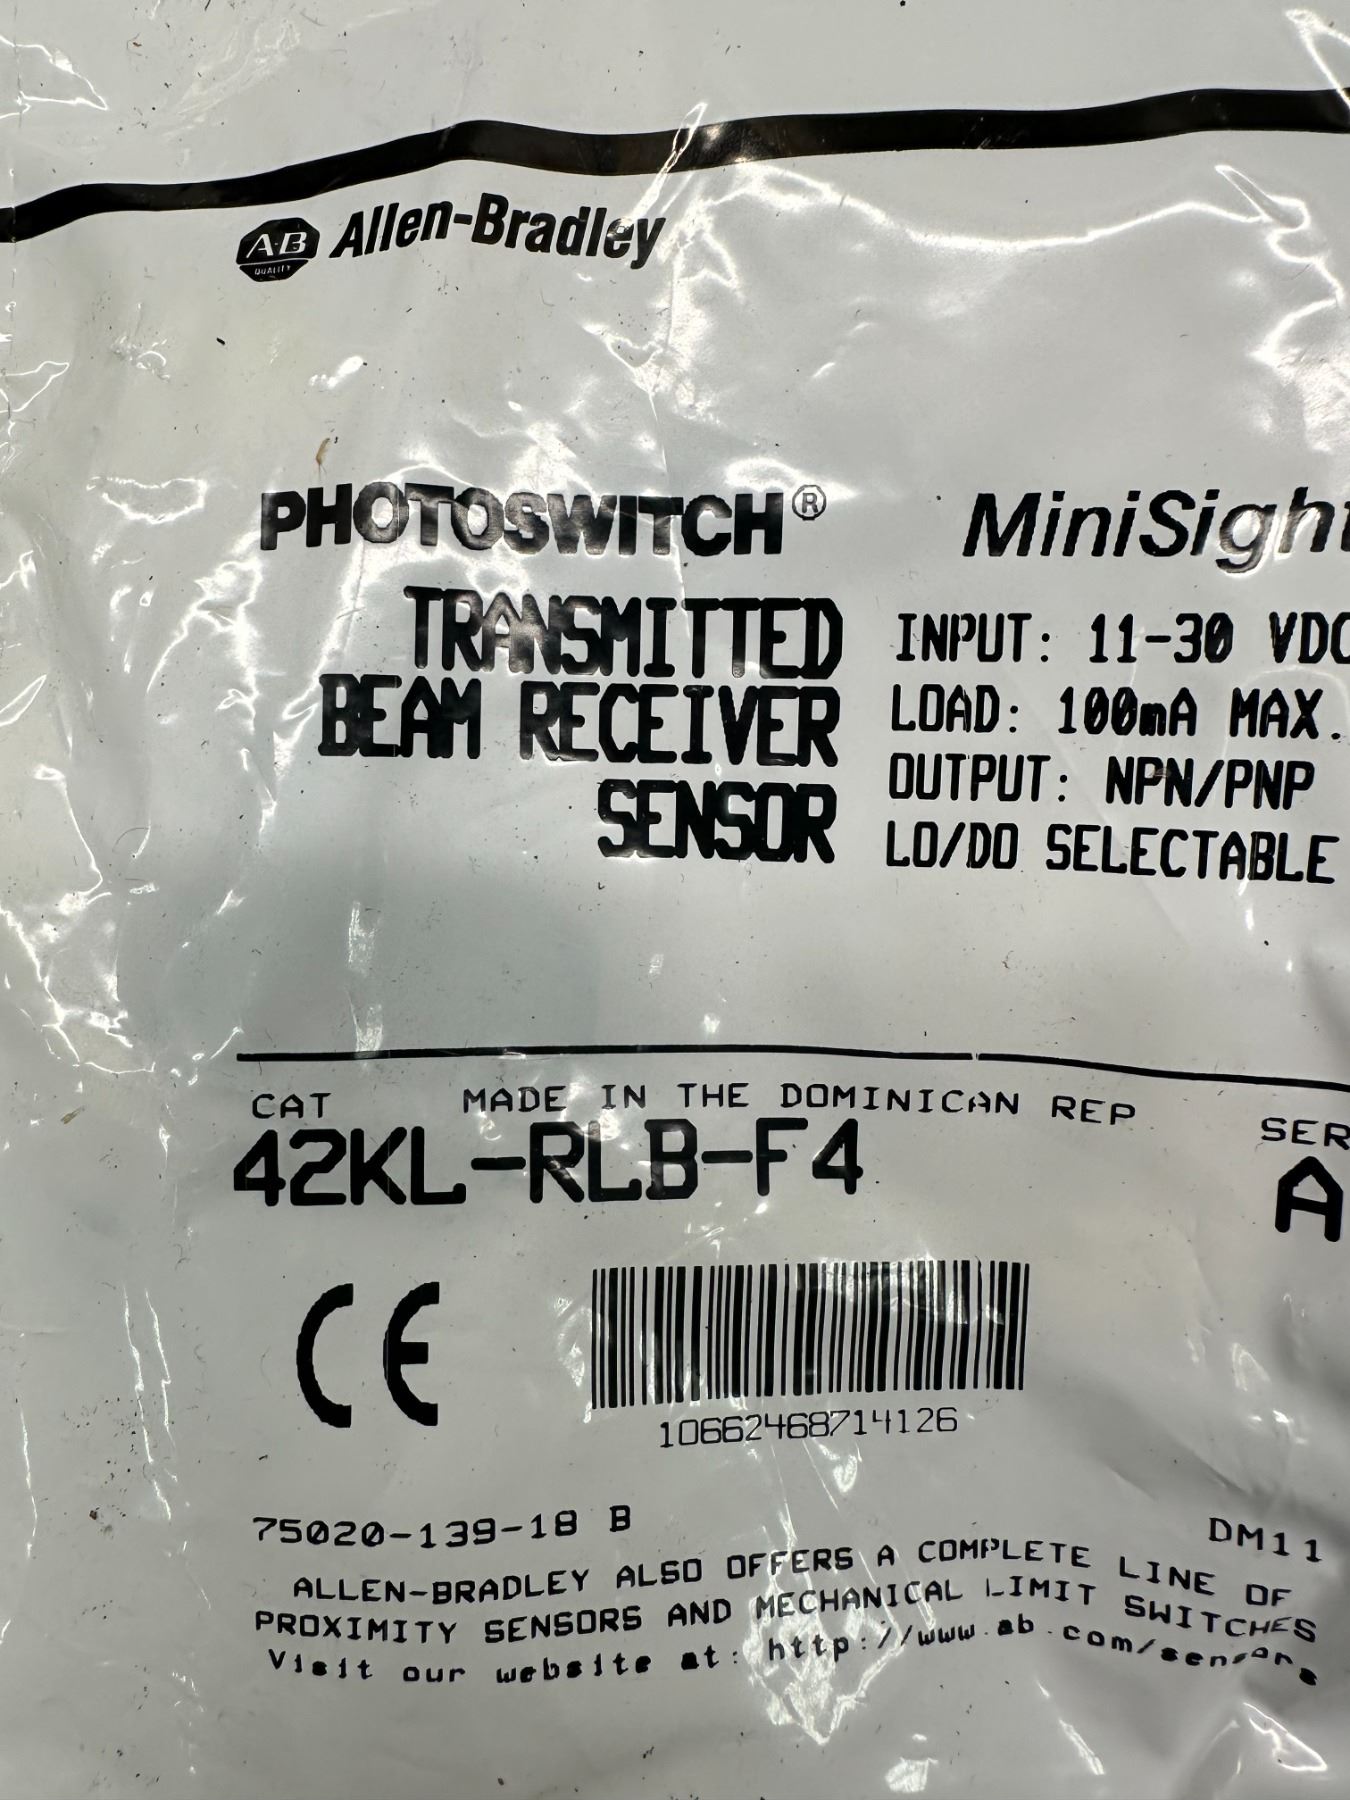 A-B
QUALITY
Allen-Bradley
PHOTOSWITCH® MiniSight
TRANSMITTED
BEAM RECEIVER
SENSOR
INPUT: 11-30 VDC
LOAD: 100mA MAX.
OUTPUT: NPN/PNP
LO/DO SELECTABLE
CAT MADE IN THE DOMINICAN REP SER
42KL-RLB-F4 A
CE
10662468714126
75020-139-18 B DM11
ALLEN-BRADLEY ALSO OFFERS A COMPLETE LINE OF
PROXIMITY SENSORS AND MECHANICAL LIMIT SWITCHES
Visit our website at: http://www.ab.com/sensors